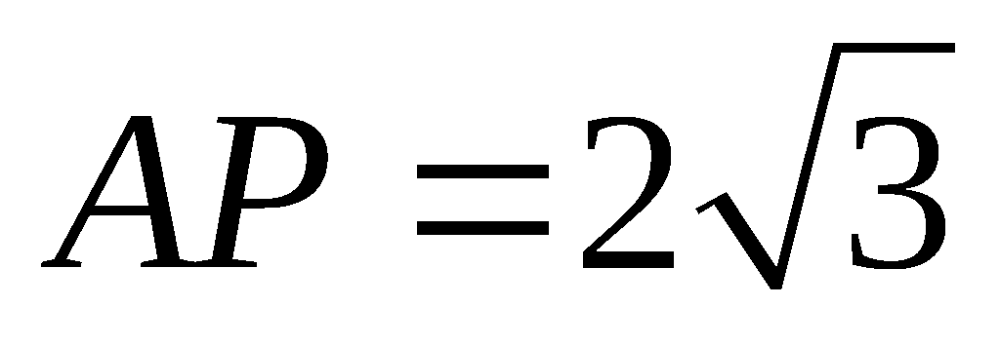 AP = 2√3